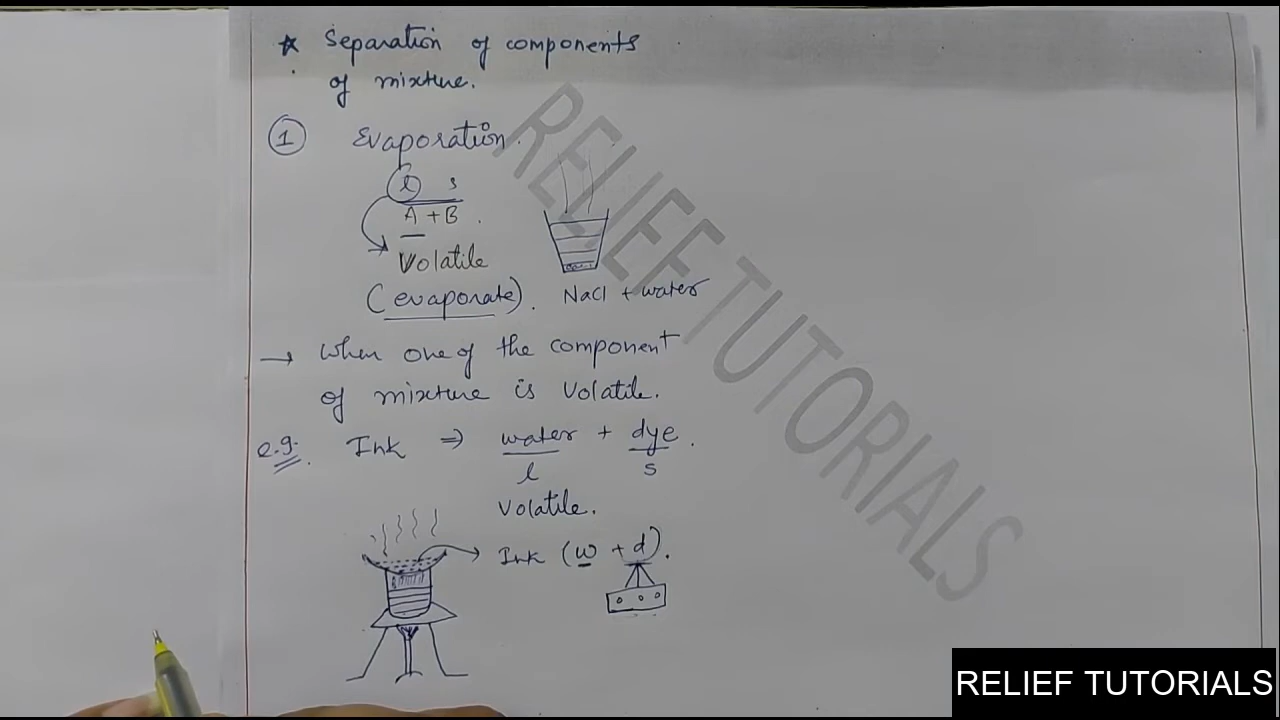 * Separation of components
of mixture.
1 Evaporation.
l s
A + B.
Volatile
(evaporate). NaCl + water
→ When one of the component
of mixture is volatile.
e.g. Ink ⇒ water + dye.
l s
Volatile.
Ink (w + d).
RELIEF TUTORIALS
RELIEF TUTORIALS